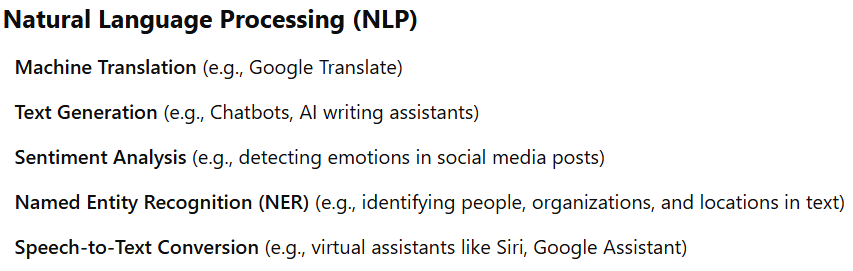 Natural Language Processing (NLP)
Machine Translation (e.g., Google Translate)
Text Generation (e.g., Chatbots, AI writing assistants)
Sentiment Analysis (e.g., detecting emotions in social media posts)
Named Entity Recognition (NER) (e.g., identifying people, organizations, and locations in text)
Speech-to-Text Conversion (e.g., virtual assistants like Siri, Google Assistant)